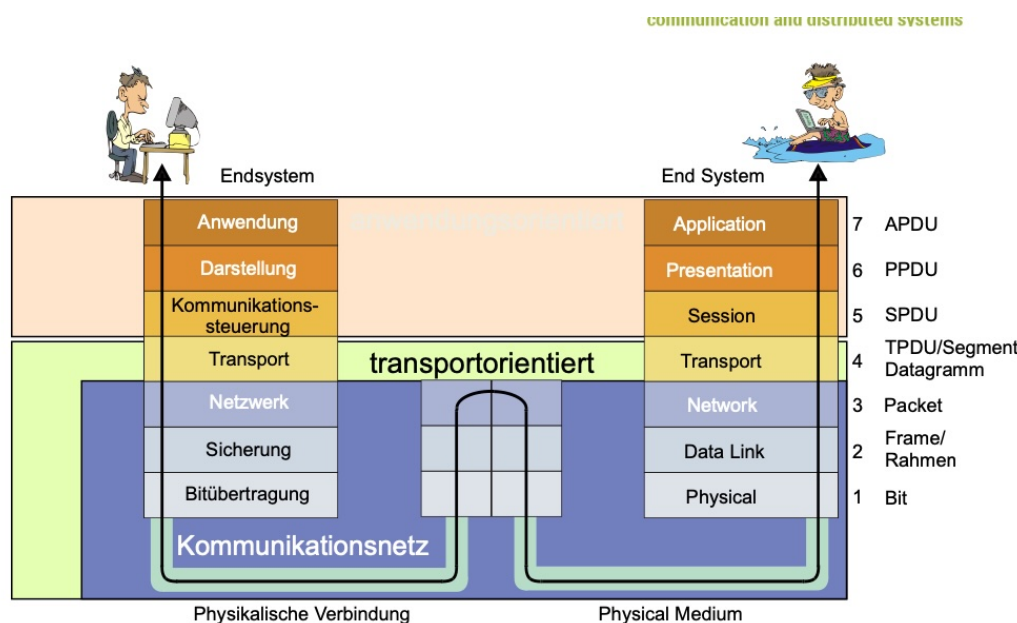 communication and distributed systems
Endsystem
End System
anwendungsorientiert
Anwendung
Application
7
APDU
Darstellung
Presentation
6
PPDU
Kommunikations-
steuerung
Session
5
SPDU
transportorientiert
Transport
Transport
4
TPDU/Segment
Datagramm
Netzwerk
Network
3
Packet
Sicherung
Data Link
2
Frame/
Rahmen
Bitübertragung
Physical
1
Bit
Kommunikationsnetz
Physikalische Verbindung
Physical Medium